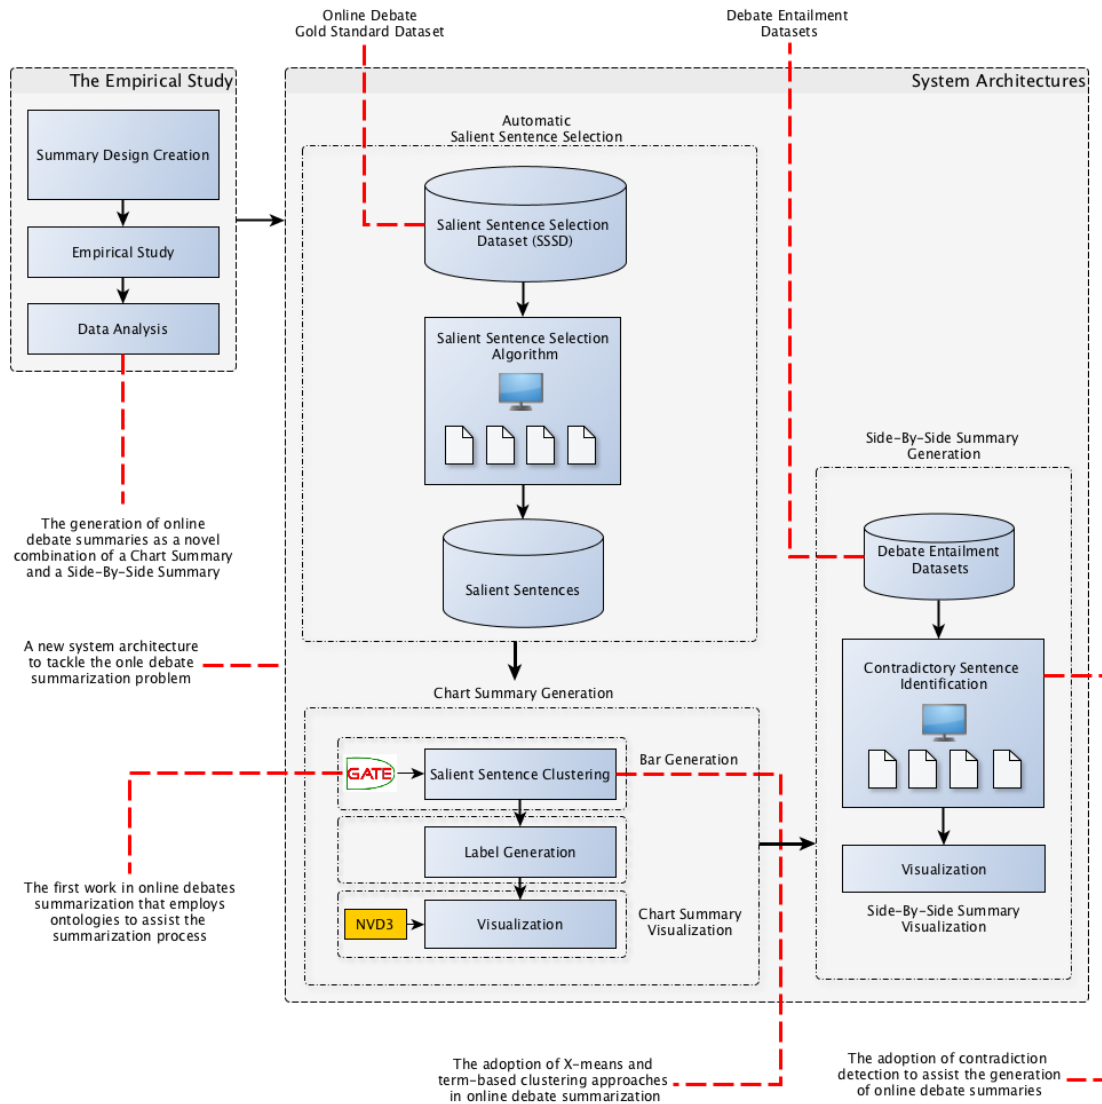 Online Debate
Gold Standard Dataset
Debate Entailment
Datasets
The Empirical Study
System Architectures
Summary Design Creation
Empirical Study
Data Analysis
Automatic
Salient Sentence Selection
Salient Sentence Selection
Dataset (SSSD)
Salient Sentence Selection
Algorithm
Salient Sentences
The generation of online
debate summaries as a novel
combination of a Chart Summary
and a Side-By-Side Summary
A new system architecture
to tackle the onle debate
summarization problem
Side-By-Side Summary
Generation
Debate Entailment
Datasets
Contradictory Sentence
Identification
Visualization
Side-By-Side Summary
Visualization
Chart Summary Generation
GATE
Salient Sentence Clustering
Bar Generation
Label Generation
NVD3
Visualization
Chart Summary
Visualization
The first work in online debates
summarization that employs
ontologies to assist the
summarization process
The adoption of X-means and
term-based clustering approaches
in online debate summarization
The adoption of contradiction
detection to assist the generation
of online debate summaries